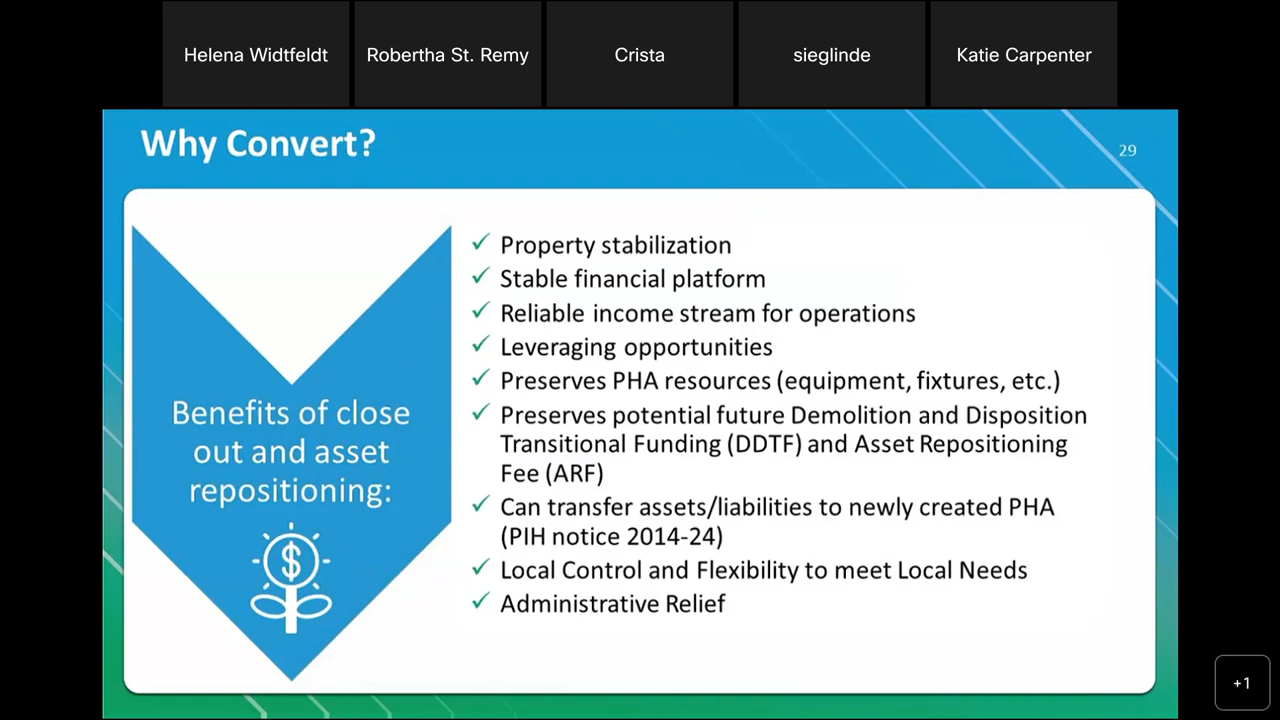 Helena Widtfeldt
Robertha St. Remy
Crista
sieglinde
Katie Carpenter
Why Convert?
29
Benefits of close
out and asset
repositioning:
$
✓ Property stabilization
✓ Stable financial platform
✓ Reliable income stream for operations
✓ Leveraging opportunities
✓ Preserves PHA resources (equipment, fixtures, etc.)
✓ Preserves potential future Demolition and Disposition
Transitional Funding (DDTF) and Asset Repositioning
Fee (ARF)
✓ Can transfer assets/liabilities to newly created PHA
(PIH notice 2014-24)
✓ Local Control and Flexibility to meet Local Needs
✓ Administrative Relief
+1